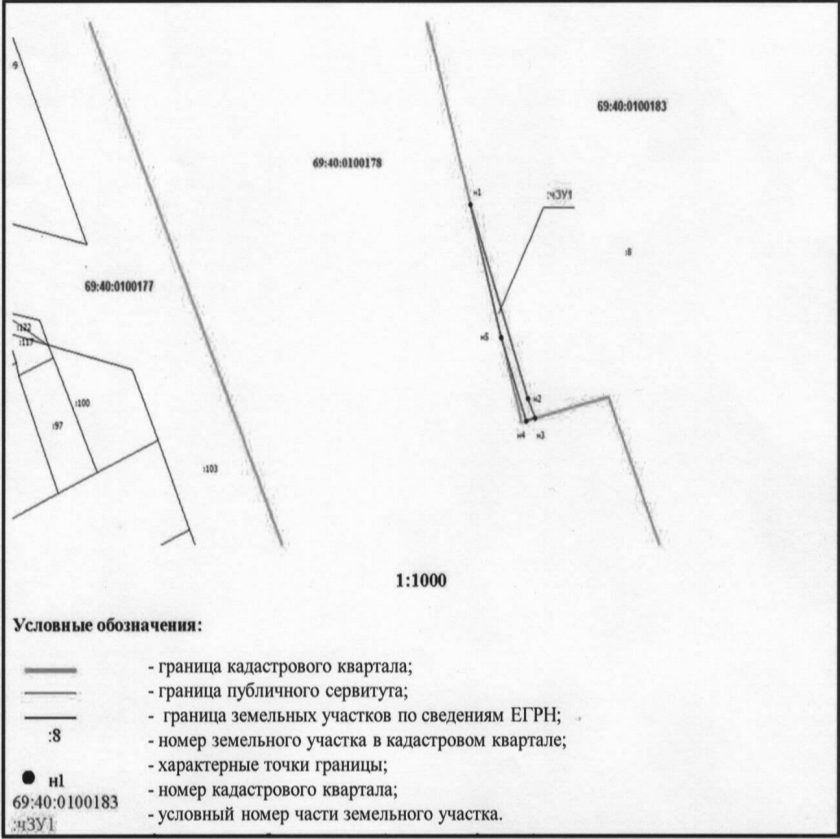 :9
69:40:0100183
69:40:0100178
н1
:чЗУ1
:8
69:40:0100177
:122
:117
н5
:100
н2
:97
н4
н3
:103
1:1000
Условные обозначения:
- граница кадастрового квартала;
- граница публичного сервитута;
- граница земельных участков по сведениям ЕГРН;
:8
- номер земельного участка в кадастровом квартале;
- характерные точки границы;
н1
- номер кадастрового квартала;
69:40:0100183
:чЗУ1
- условный номер части земельного участка.